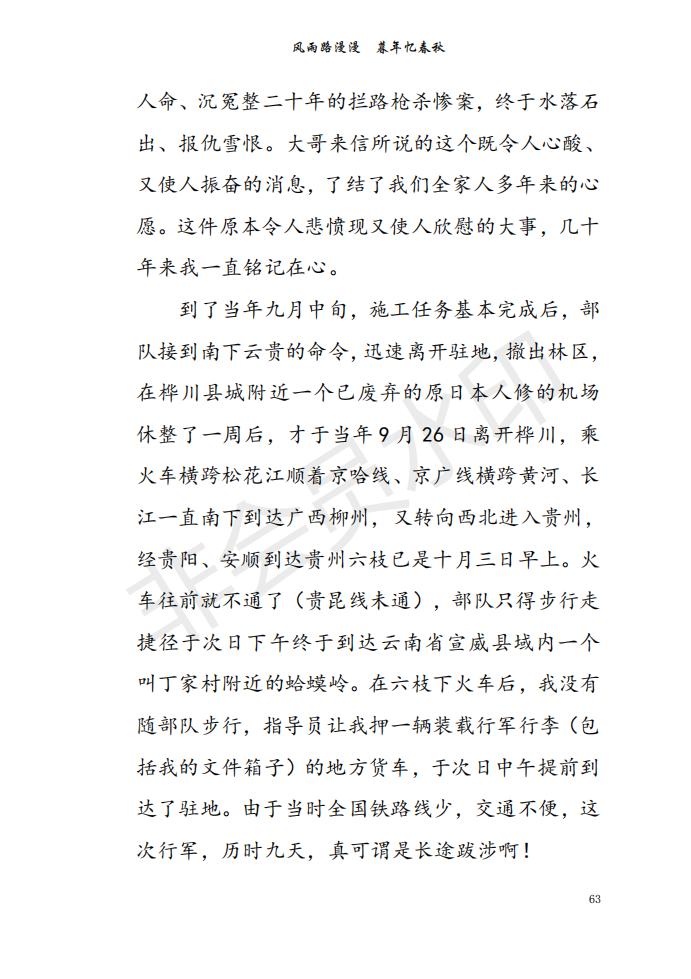 风雨路漫漫　暮年忆春秋
人命、沉冤整二十年的拦路枪杀惨案，终于水落石
出、报仇雪恨。大哥来信所说的这个既令人心酸、
又使人振奋的消息，了结了我们全家人多年来的心
愿。这件原本令人悲愤现又使人欣慰的大事，几十
年来我一直铭记在心。
到了当年九月中旬，施工任务基本完成后，部
队接到南下云贵的命令，迅速离开驻地，撤出林区，
在桦川县城附近一个已废弃的原日本人修的机场
休整了一周后，才于当年 9 月 26 日离开桦川，乘
火车横跨松花江顺着京哈线、京广线横跨黄河、长
江一直南下到达广西柳州，又转向西北进入贵州，
经贵阳、安顺到达贵州六枝已是十月三日早上。火
车往前就不通了（贵昆线未通），部队只得步行走
捷径于次日下午终于到达云南省宣威县域内一个
叫丁家村附近的蛤蟆岭。在六枝下火车后，我没有
随部队步行，指导员让我押一辆装载行军行李（包
括我的文件箱子）的地方货车，于次日中午提前到
达了驻地。由于当时全国铁路线少，交通不便，这
次行军，历时九天，真可谓是长途跋涉啊！
非会员水印
63